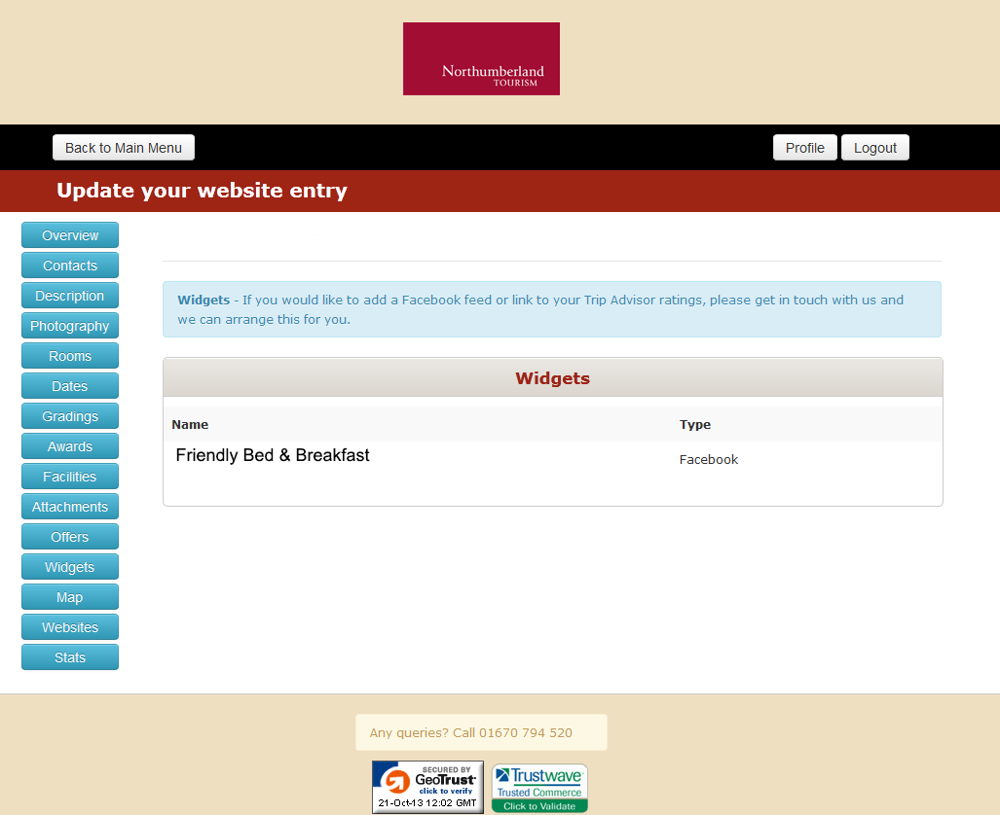 Northumberland
TOURISM
Back to Main Menu
Profile
Logout
Update your website entry
Overview
Contacts
Description
Photography
Rooms
Dates
Gradings
Awards
Facilities
Attachments
Offers
Widgets
Map
Websites
Stats
Widgets - If you would like to add a Facebook feed or link to your Trip Advisor ratings, please get in touch with us and
we can arrange this for you.
Widgets
Name Type
Friendly Bed & Breakfast Facebook
Any queries? Call 01670 794 520
SECURED BY
GeoTrust
click to verify
21-Oct-13 12:02 GMT
Trustwave
Trusted Commerce
Click to Validate